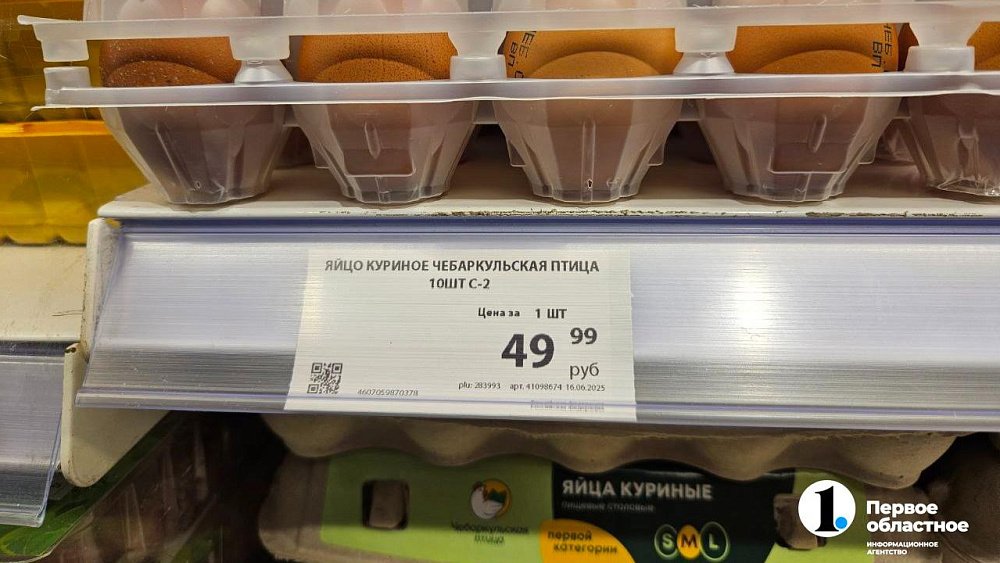 ЯЙЦО КУРИНОЕ ЧЕБАРКУЛЬСКАЯ ПТИЦА
10ШТ С-2
Цена за 1 ШТ
49 99
руб
plu: 283993 арт. 41098674 16.06.2025
4607059870378
Чебаркульская
птица
ЯЙЦА КУРИНЫЕ
пищевые столовые
первой
категории
S M L
1
Первое
областное
ИНФОРМАЦИОННОЕ
АГЕНТСТВО